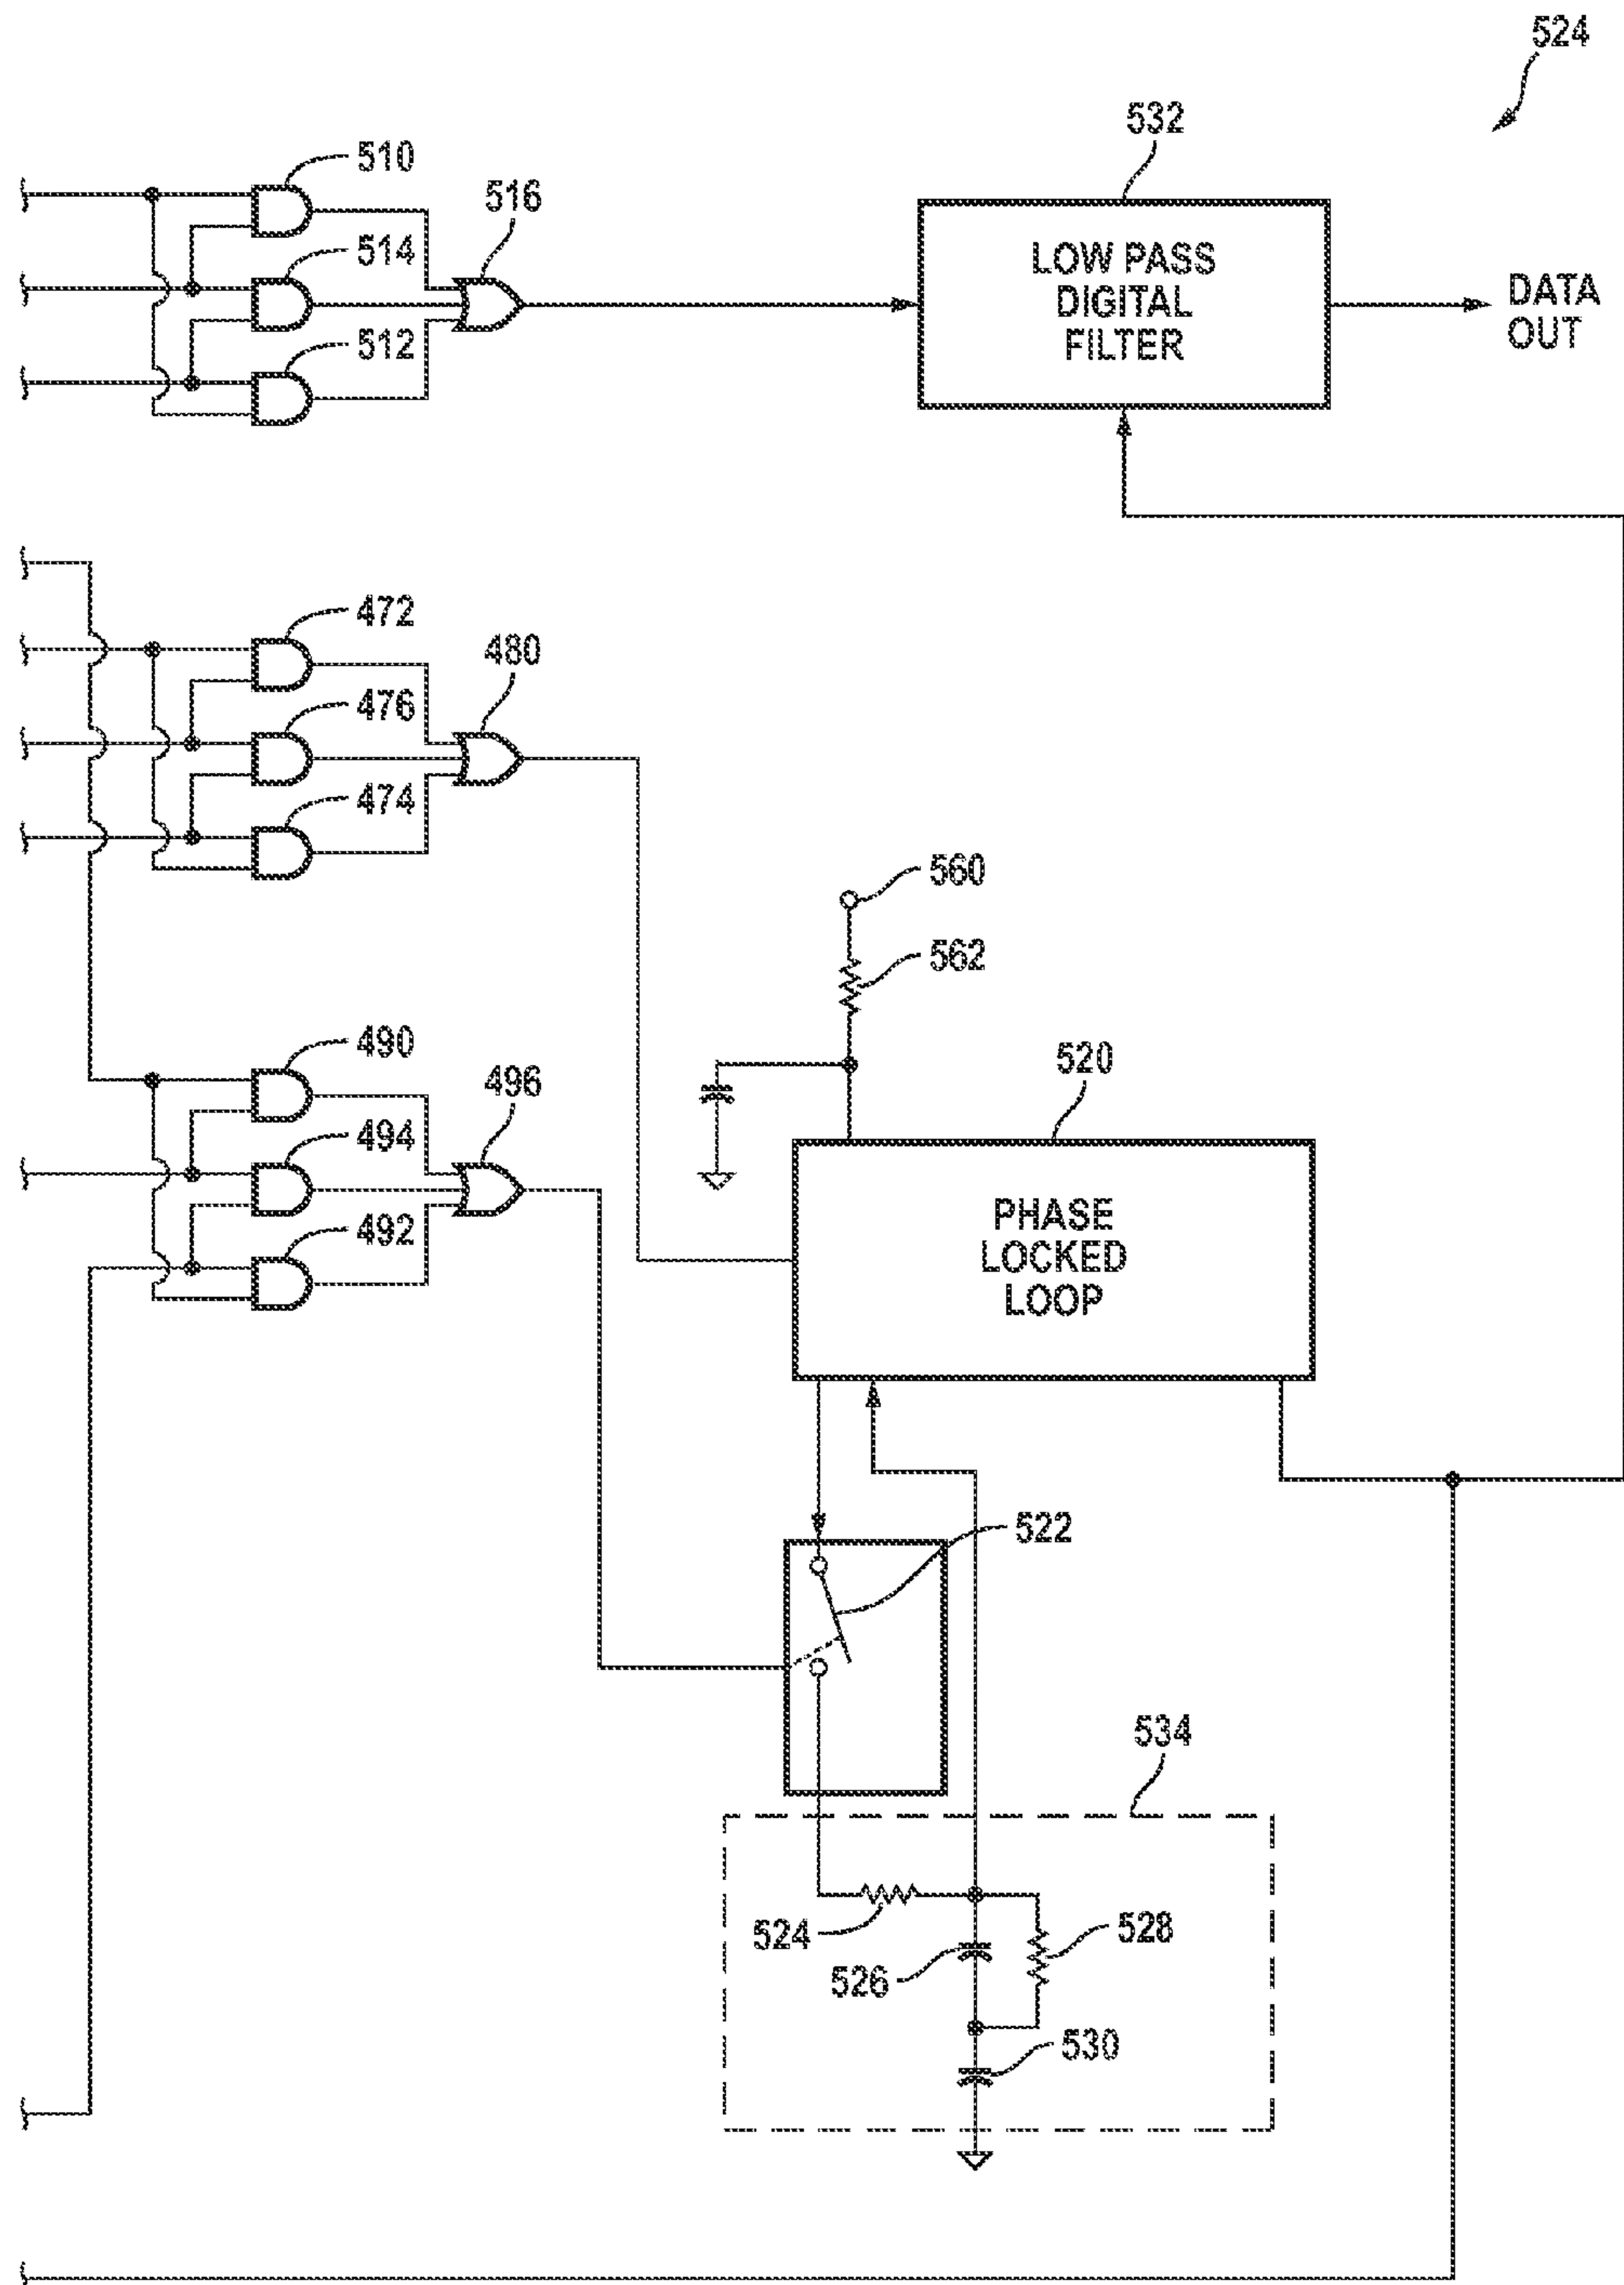 524
532
510
516
514
512
LOW PASS
DIGITAL
FILTER
DATA
OUT
472
480
476
474
560
562
490
496
494
492
520
PHASE
LOCKED
LOOP
522
534
524
528
526
530